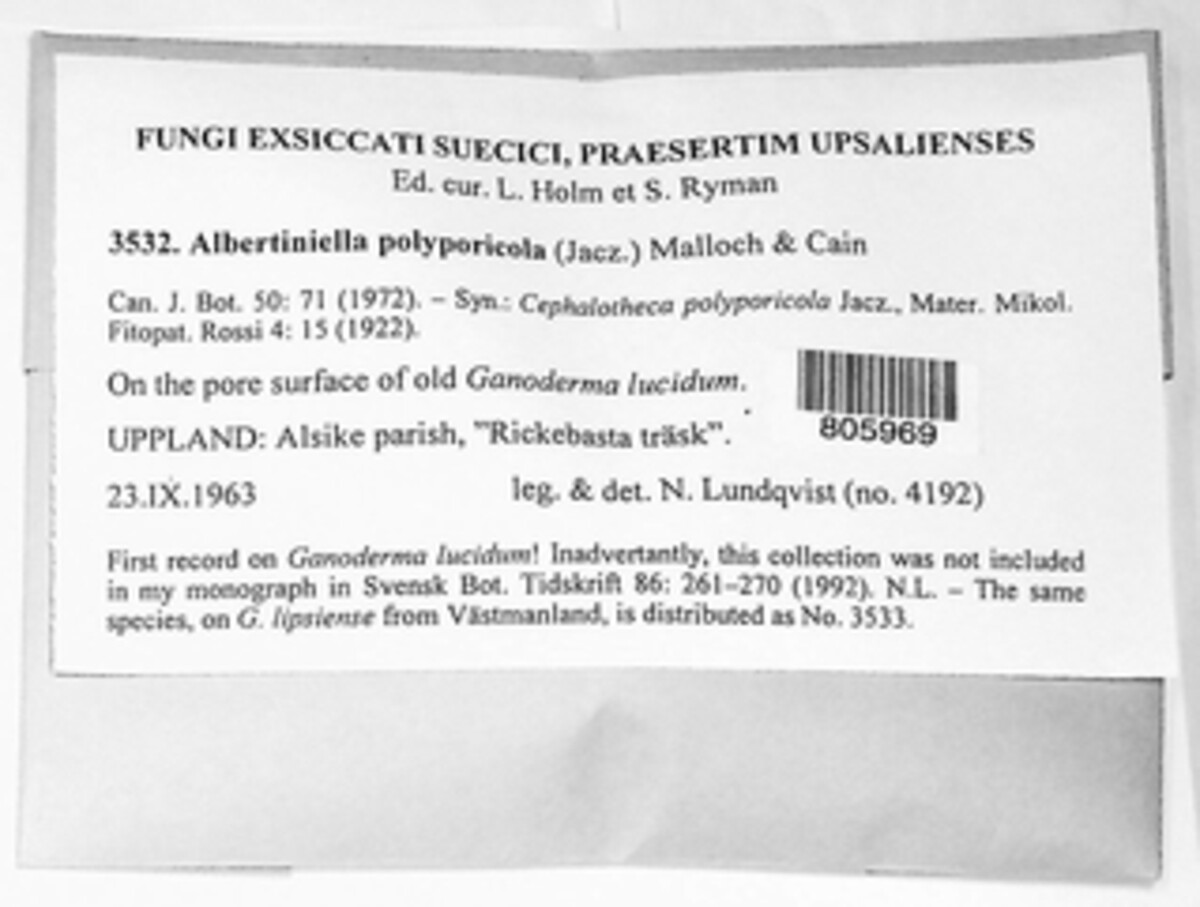 FUNGI EXSICCATI SUECICI, PRAESERTIM UPSALIENSES
Ed. cur. L. Holm et S. Ryman
3532. Albertiniella polyporicola (Jacz.) Malloch & Cain
Can. J. Bot. 50: 71 (1972). – Syn.: Cephalotheca polyporicola Jacz., Mater. Mikol.
Fitopat. Rossi 4: 15 (1922).
On the pore surface of old Ganoderma lucidum.
805969
UPPLAND: Alsike parish, "Rickebasta träsk".
23.IX.1963 leg. & det. N. Lundqvist (no. 4192)
First record on Ganoderma lucidum! Inadvertantly, this collection was not included
in my monograph in Svensk Bot. Tidskrift 86: 261–270 (1992). N.L. – The same
species, on G. lipsiense from Västmanland, is distributed as No. 3533.